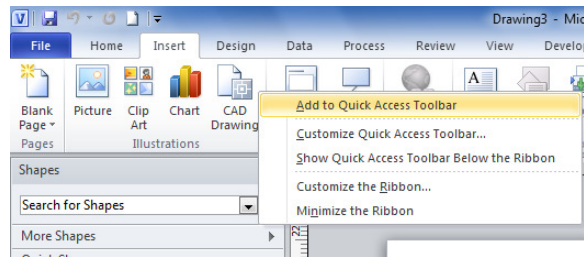 Drawing3 - Mic
File Home Insert Design Data Process Review View Develo
Blank Page
Picture
Clip Art
Chart
CAD Drawing
A
Pages
Illustrations
Add to Quick Access Toolbar
Customize Quick Access Toolbar...
Show Quick Access Toolbar Below the Ribbon
Customize the Ribbon...
Minimize the Ribbon
Shapes
Search for Shapes
More Shapes